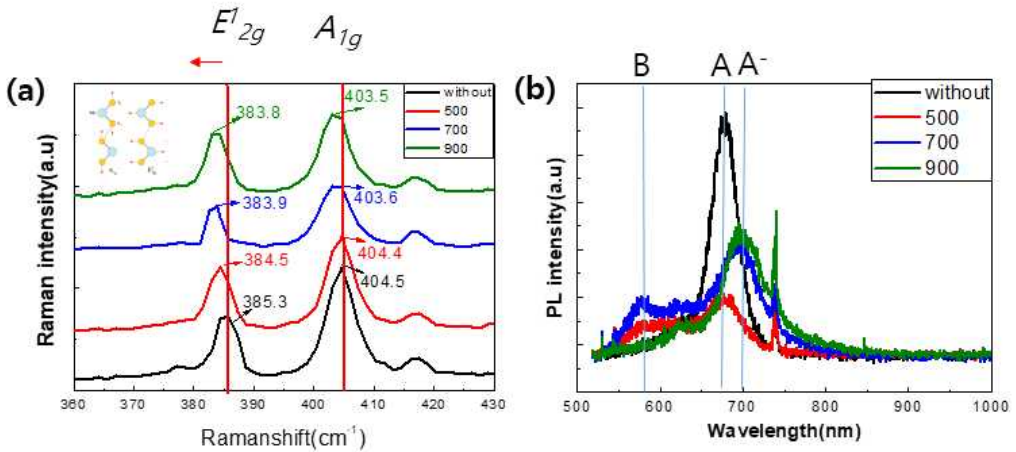 E¹₂g A₁g
(a)
383.8
403.5
without
500
700
900
383.9
403.6
384.5
404.4
385.3
404.5
Raman intensity(a.u)
360 370 380 390 400 410 420 430
Ramanshift(cm⁻¹)
(b)
B A A⁻
without
500
700
900
PL intensity(a.u)
500 600 700 800 900 1000
Wavelength(nm)